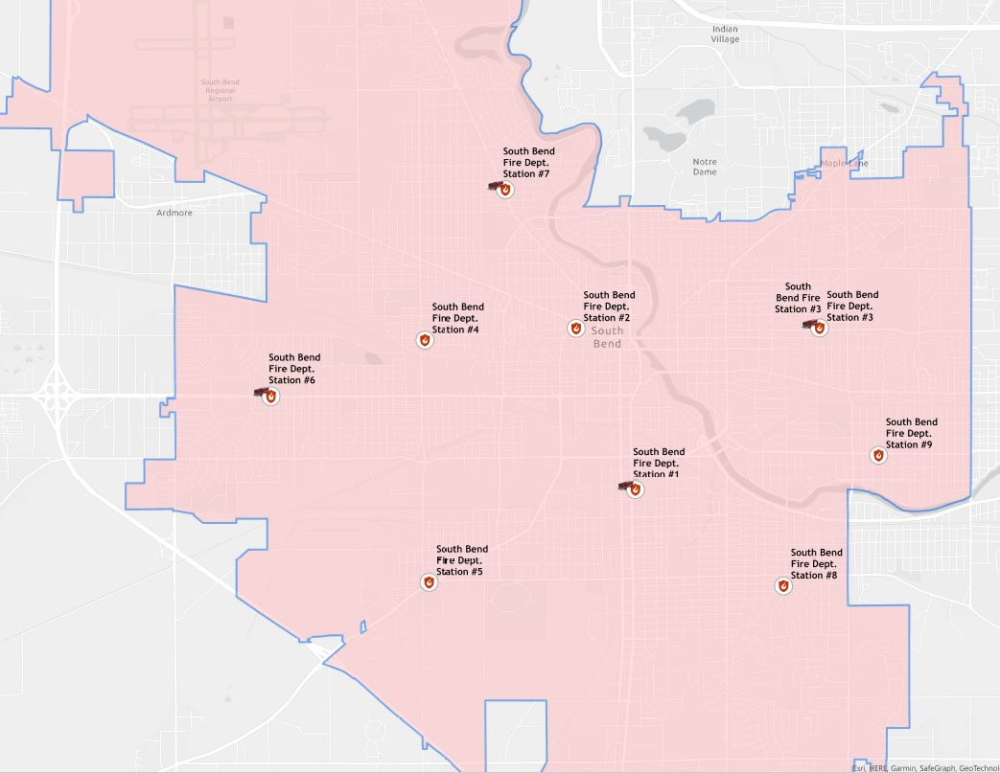 Indian
Village
South Bend
Regional
Airport
South Bend
Fire Dept.
Station #7
Notre
Dame
Maple Lane
Ardmore
South Bend
Fire Dept.
Station #4
South Bend
Fire Dept.
Station #2
South
Bend
South
Bend Fire
Station #3
South Bend
Fire Dept.
Station #3
South Bend
Fire Dept.
Station #6
South Bend
Fire Dept.
Station #9
South Bend
Fire Dept.
Station #1
South Bend
Fire Dept.
Station #5
South Bend
Fire Dept.
Station #8
Esri, HERE, Garmin, SafeGraph, GeoTechnol